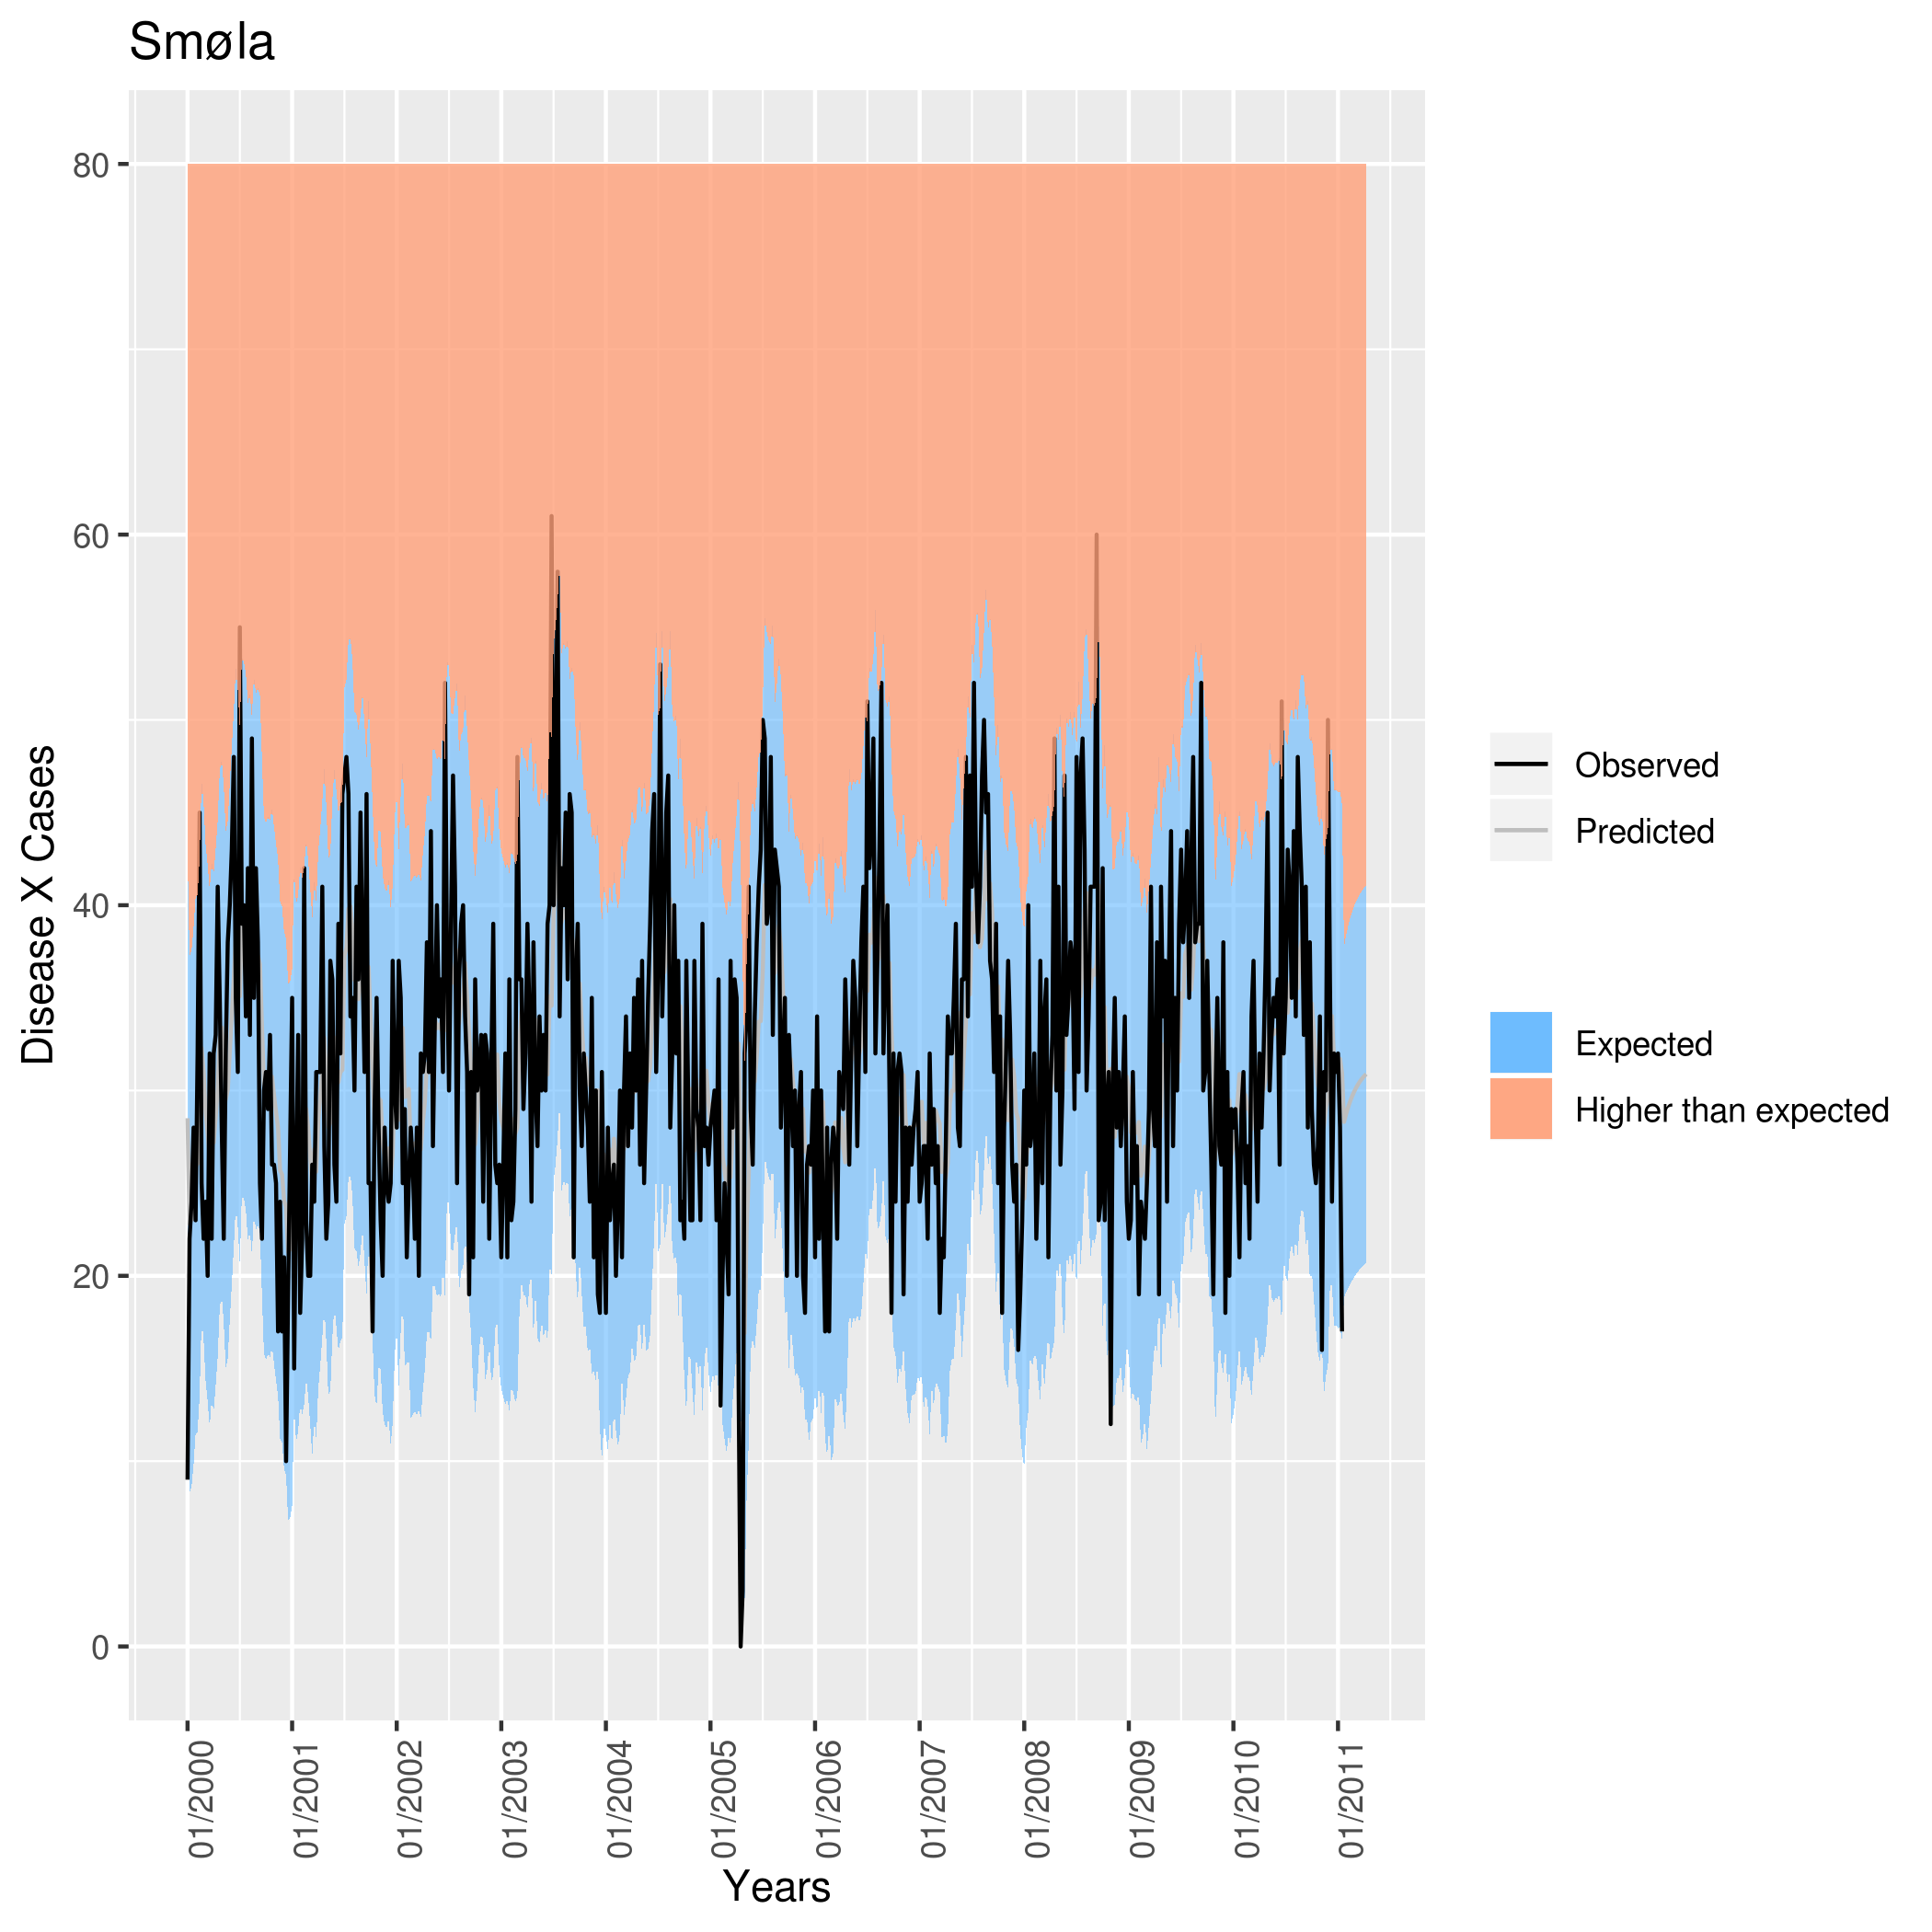 Smøla
80
60
40
20
0
Disease X Cases
01/2000
01/2001
01/2002
01/2003
01/2004
01/2005
01/2006
01/2007
01/2008
01/2009
01/2010
01/2011
Years
Observed
Predicted
Expected
Higher than expected